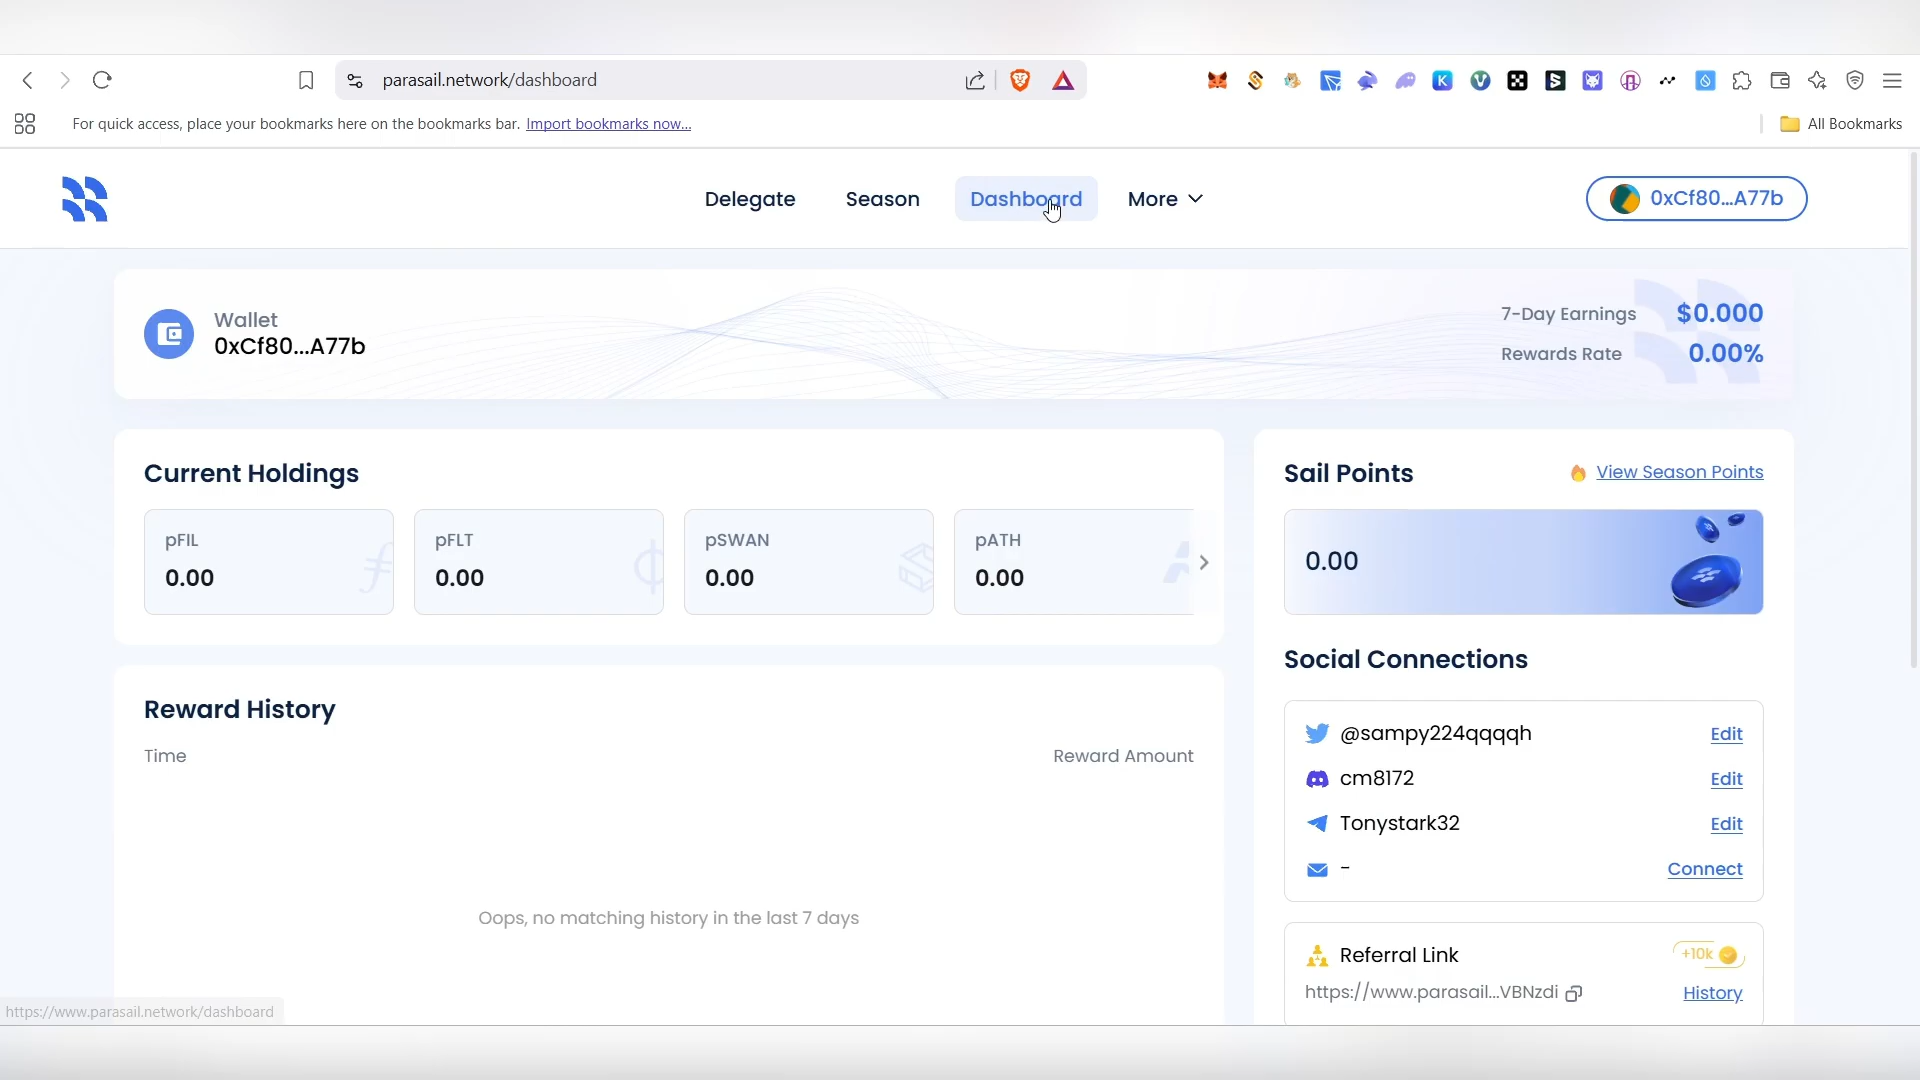 parasail.network/dashboard
For quick access, place your bookmarks here on the bookmarks bar. Import bookmarks now...
All Bookmarks
Delegate
Season
Dashboard
More
0xCf80...A77b
Wallet
0xCf80...A77b
7-Day Earnings
$0.000
Rewards Rate
0.00%
Current Holdings
pFIL
0.00
pFLT
0.00
pSWAN
0.00
pATH
0.00
Sail Points
View Season Points
0.00
Reward History
Time
Reward Amount
Oops, no matching history in the last 7 days
Social Connections
@sampy224qqqqh
Edit
cm8172
Edit
Tonystark32
Edit
-
Connect
Referral Link
+10k
https://www.parasail...VBNzdi
History
https://www.parasail.network/dashboard